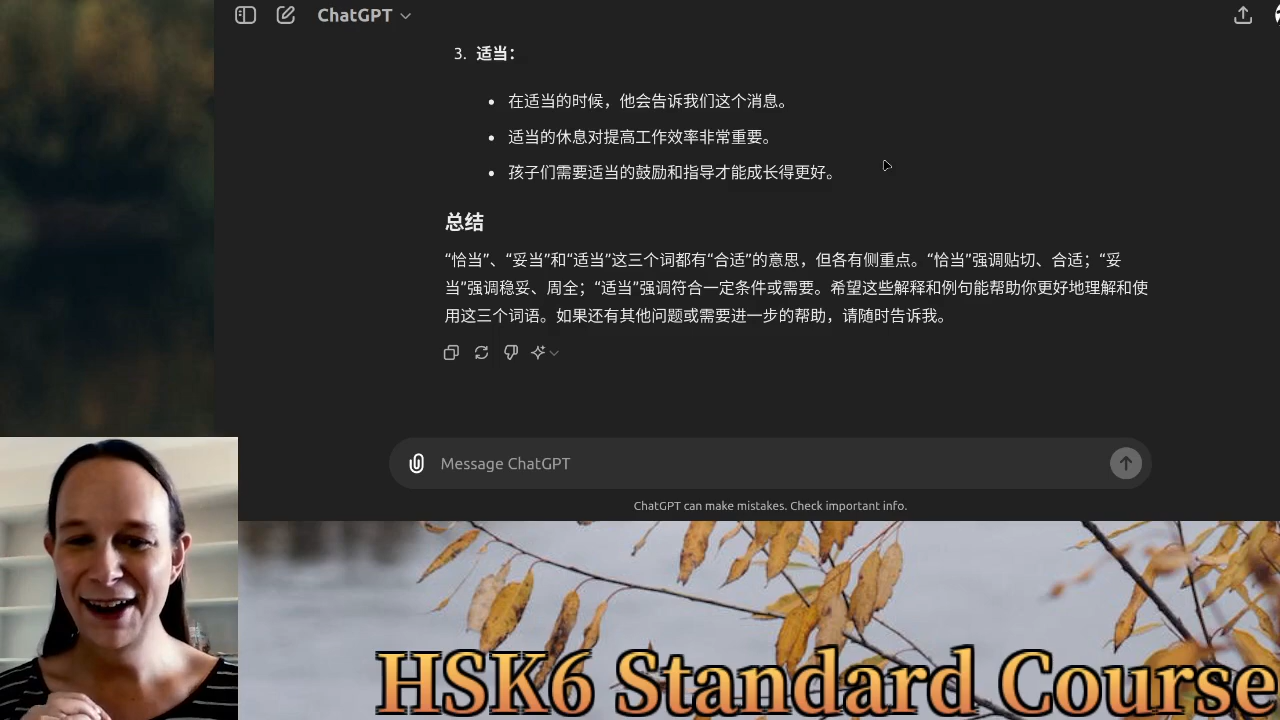 ChatGPT
3. 适当：
• 在适当的时候，他会告诉我们这个消息。
• 适当的休息对提高工作效率非常重要。
• 孩子们需要适当的鼓励和指导才能成长得更好。
总结
“恰当”、“妥当”和“适当”这三个词都有“合适”的意思，但各有侧重点。“恰当”强调贴切、合适；“妥
当”强调稳妥、周全；“适当”强调符合一定条件或需要。希望这些解释和例句能帮助你更好地理解和使
用这三个词语。如果还有其他问题或需要进一步的帮助，请随时告诉我。
Message ChatGPT
ChatGPT can make mistakes. Check important info.
HSK6 Standard Course